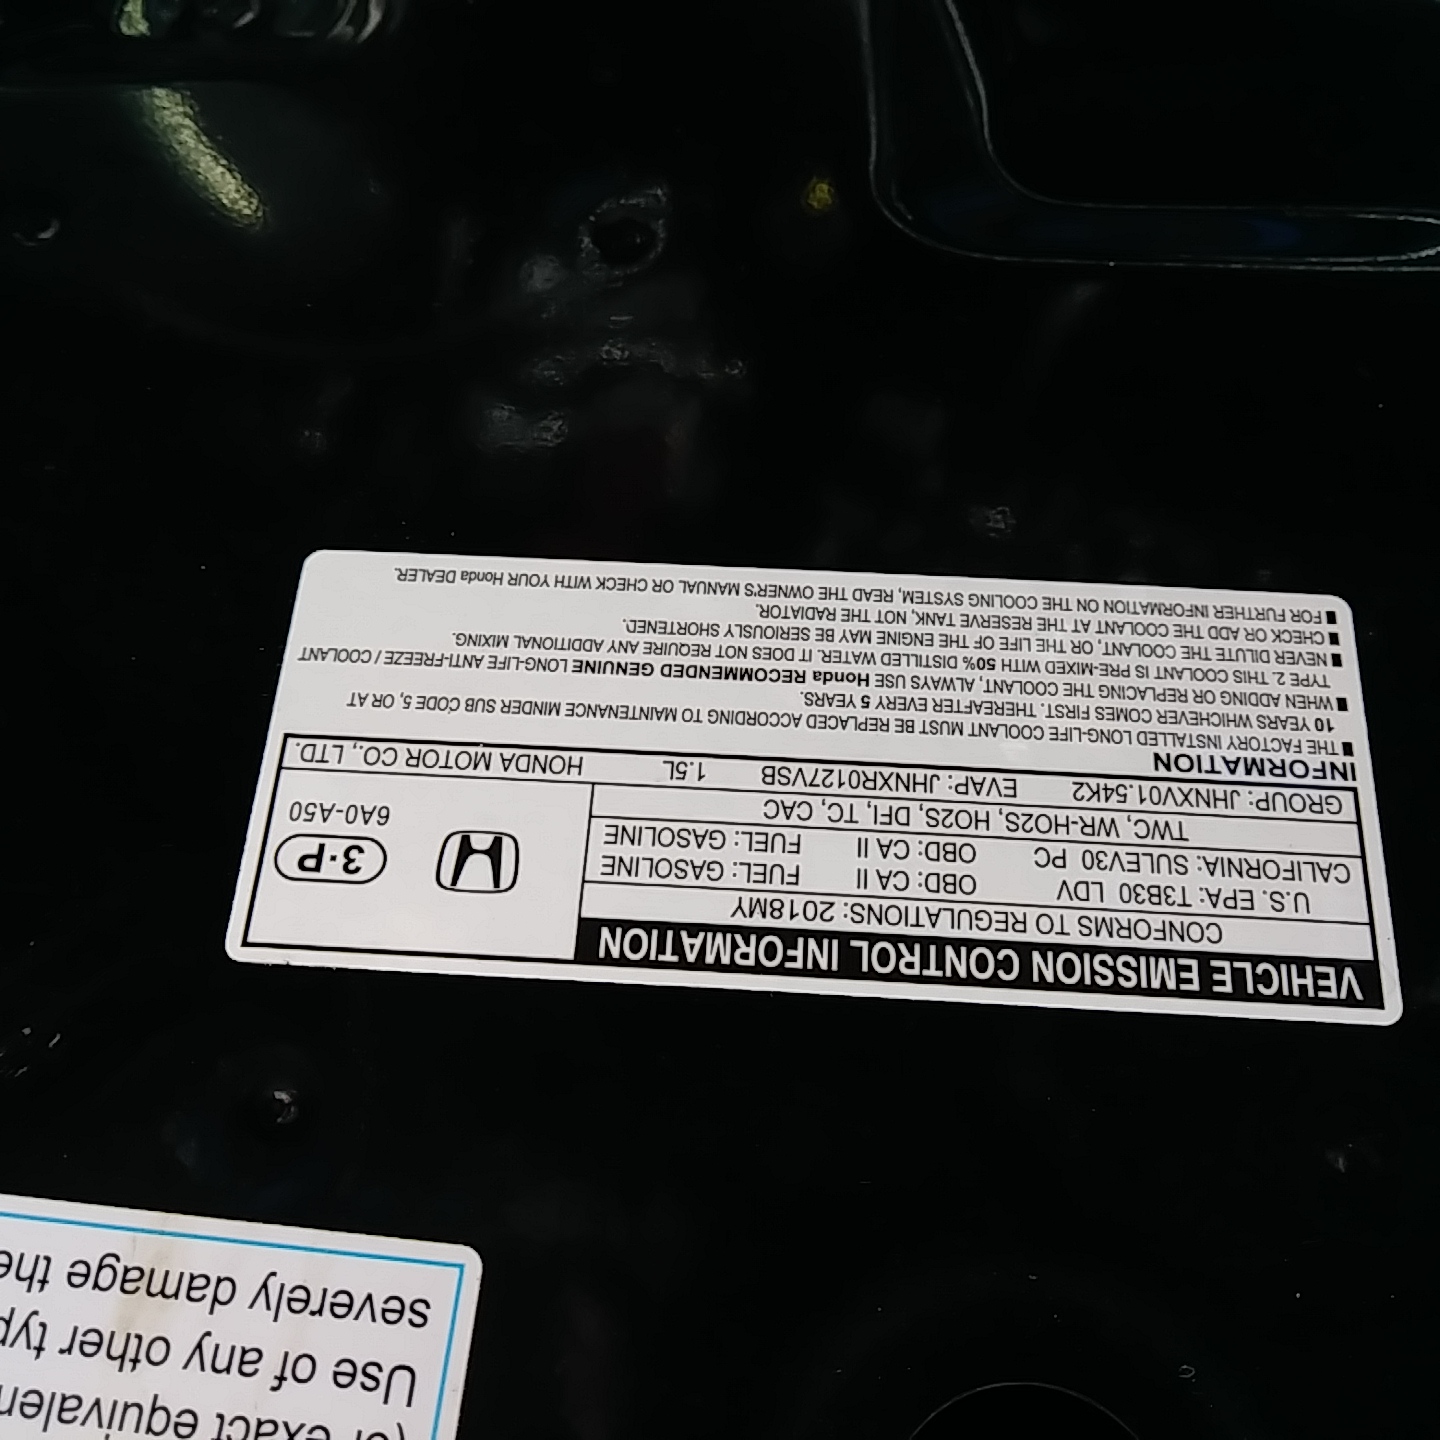 VEHICLE EMISSION CONTROL INFORMATION
CONFORMS TO REGULATIONS: 2018MY
U.S. EPA: T3B30 LDV OBD: CA II FUEL: GASOLINE
CALIFORNIA: SULEV30 PC OBD: CA II FUEL: GASOLINE
TWC, WR-HO2S, HO2S, DFI, TC, CAC
3·P
6A0-A50
GROUP: JHNXV01.54K2 EVAP: JHNXR0127VSB 1.5L HONDA MOTOR CO., LTD.
INFORMATION
■ THE FACTORY INSTALLED LONG-LIFE COOLANT MUST BE REPLACED ACCORDING TO MAINTENANCE MINDER SUB CODE 5, OR AT
10 YEARS WHICHEVER COMES FIRST. THEREAFTER EVERY 5 YEARS.
■ WHEN ADDING OR REPLACING THE COOLANT, ALWAYS USE Honda RECOMMENDED GENUINE LONG-LIFE ANTI-FREEZE / COOLANT
TYPE 2. THIS COOLANT IS PRE-MIXED WITH 50% DISTILLED WATER. IT DOES NOT REQUIRE ANY ADDITIONAL MIXING.
■ NEVER DILUTE THE COOLANT, OR THE LIFE OF THE ENGINE MAY BE SERIOUSLY SHORTENED.
■ CHECK OR ADD THE COOLANT AT THE RESERVE TANK, NOT THE RADIATOR.
■ FOR FURTHER INFORMATION ON THE COOLING SYSTEM, READ THE OWNER'S MANUAL OR CHECK WITH YOUR Honda DEALER.
(or exact equivalen
Use of any other typ
severely damage the